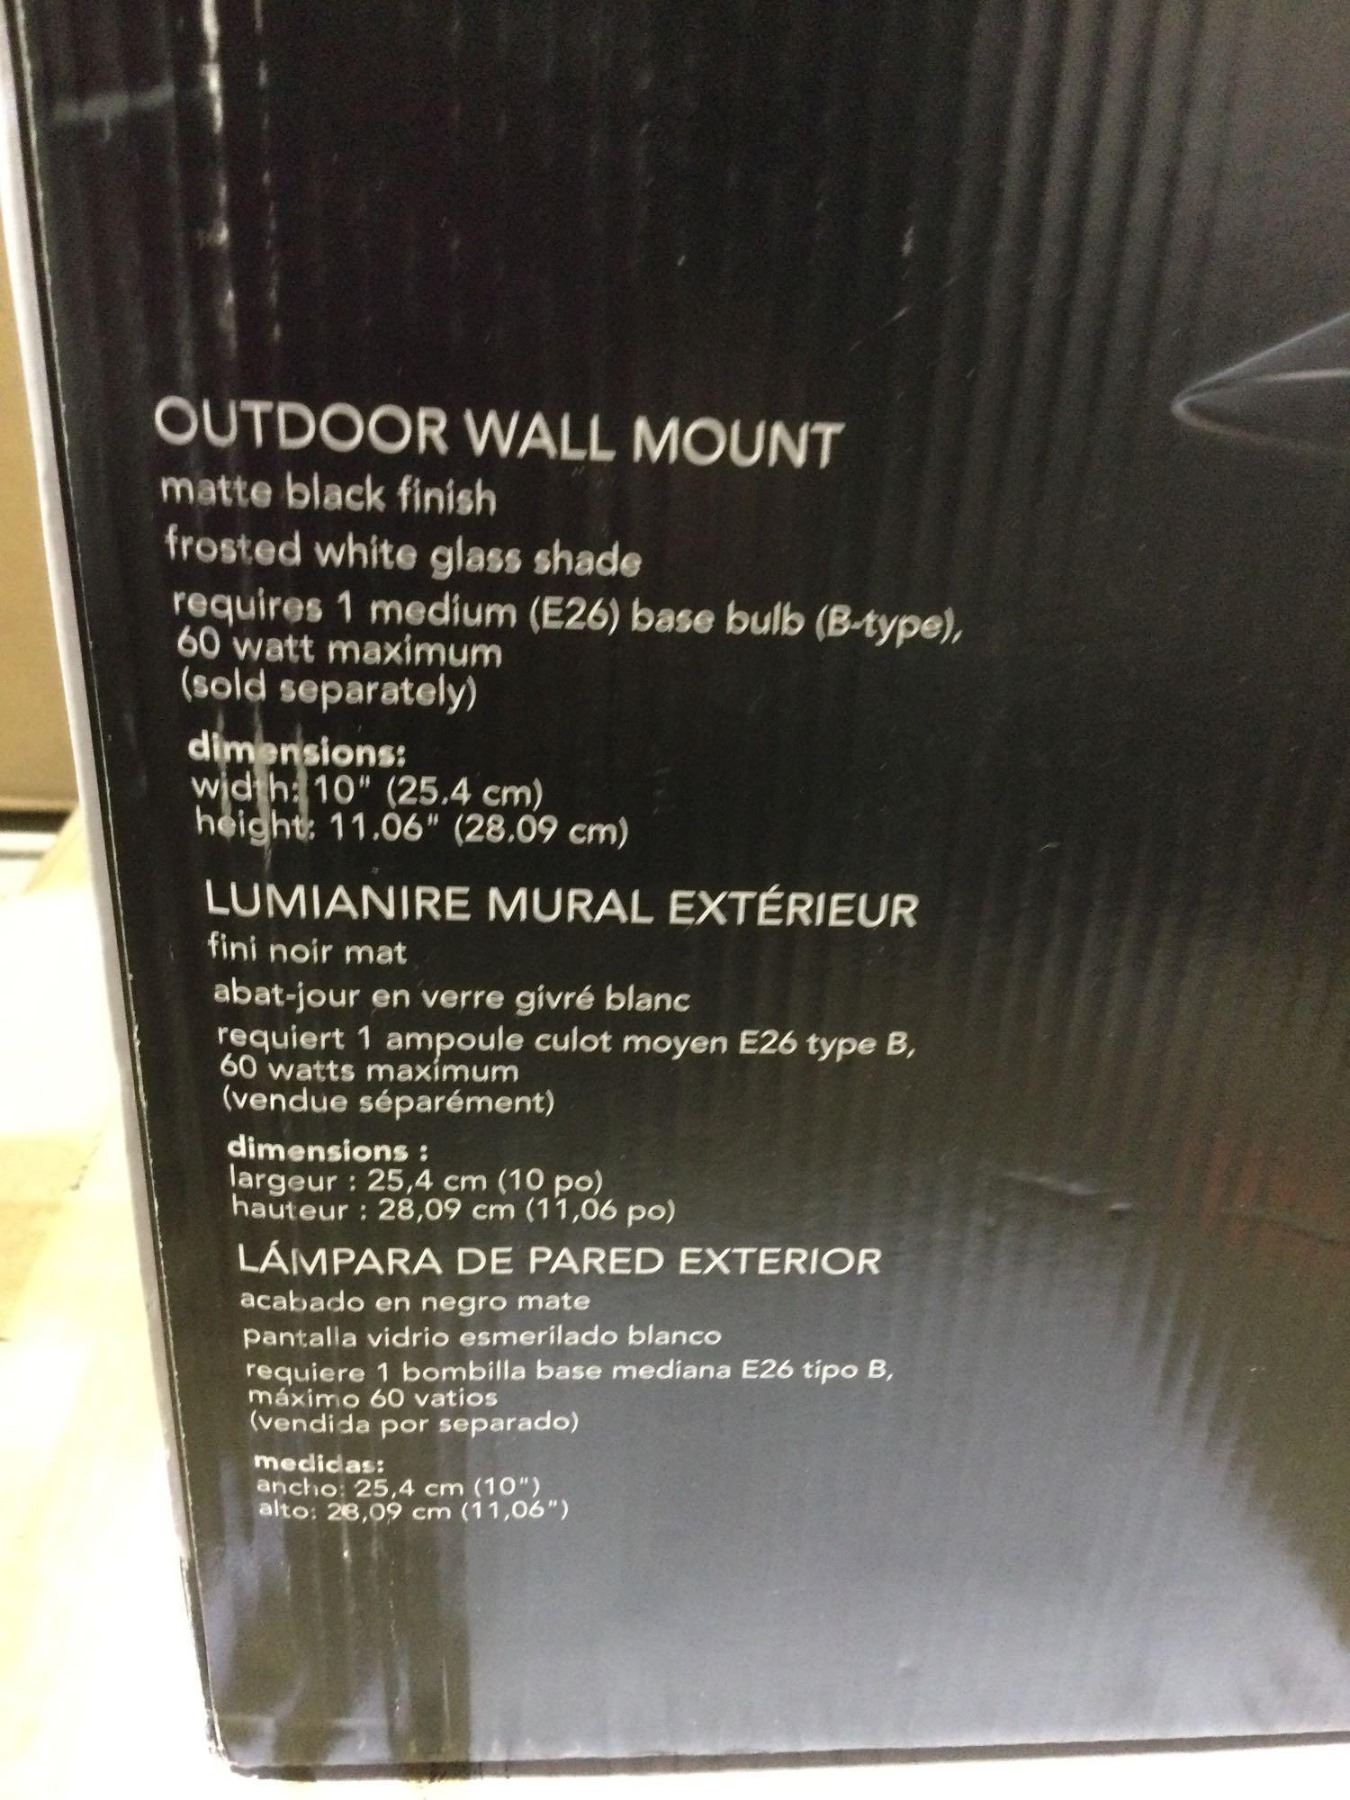 OUTDOOR WALL MOUNT
matte black finish
frosted white glass shade
requires 1 medium (E26) base bulb (B-type),
60 watt maximum
(sold separately)
dimensions:
width: 10" (25.4 cm)
height: 11.06" (28.09 cm)
LUMIANIRE MURAL EXTÉRIEUR
fini noir mat
abat-jour en verre givré blanc
requiert 1 ampoule culot moyen E26 type B,
60 watts maximum
(vendue séparément)
dimensions :
largeur : 25,4 cm (10 po)
hauteur : 28,09 cm (11,06 po)
LÁMPARA DE PARED EXTERIOR
acabado en negro mate
pantalla vidrio esmerilado blanco
requiere 1 bombilla base mediana E26 tipo B,
máximo 60 vatios
(vendida por separado)
medidas:
ancho: 25,4 cm (10")
alto: 28,09 cm (11,06")